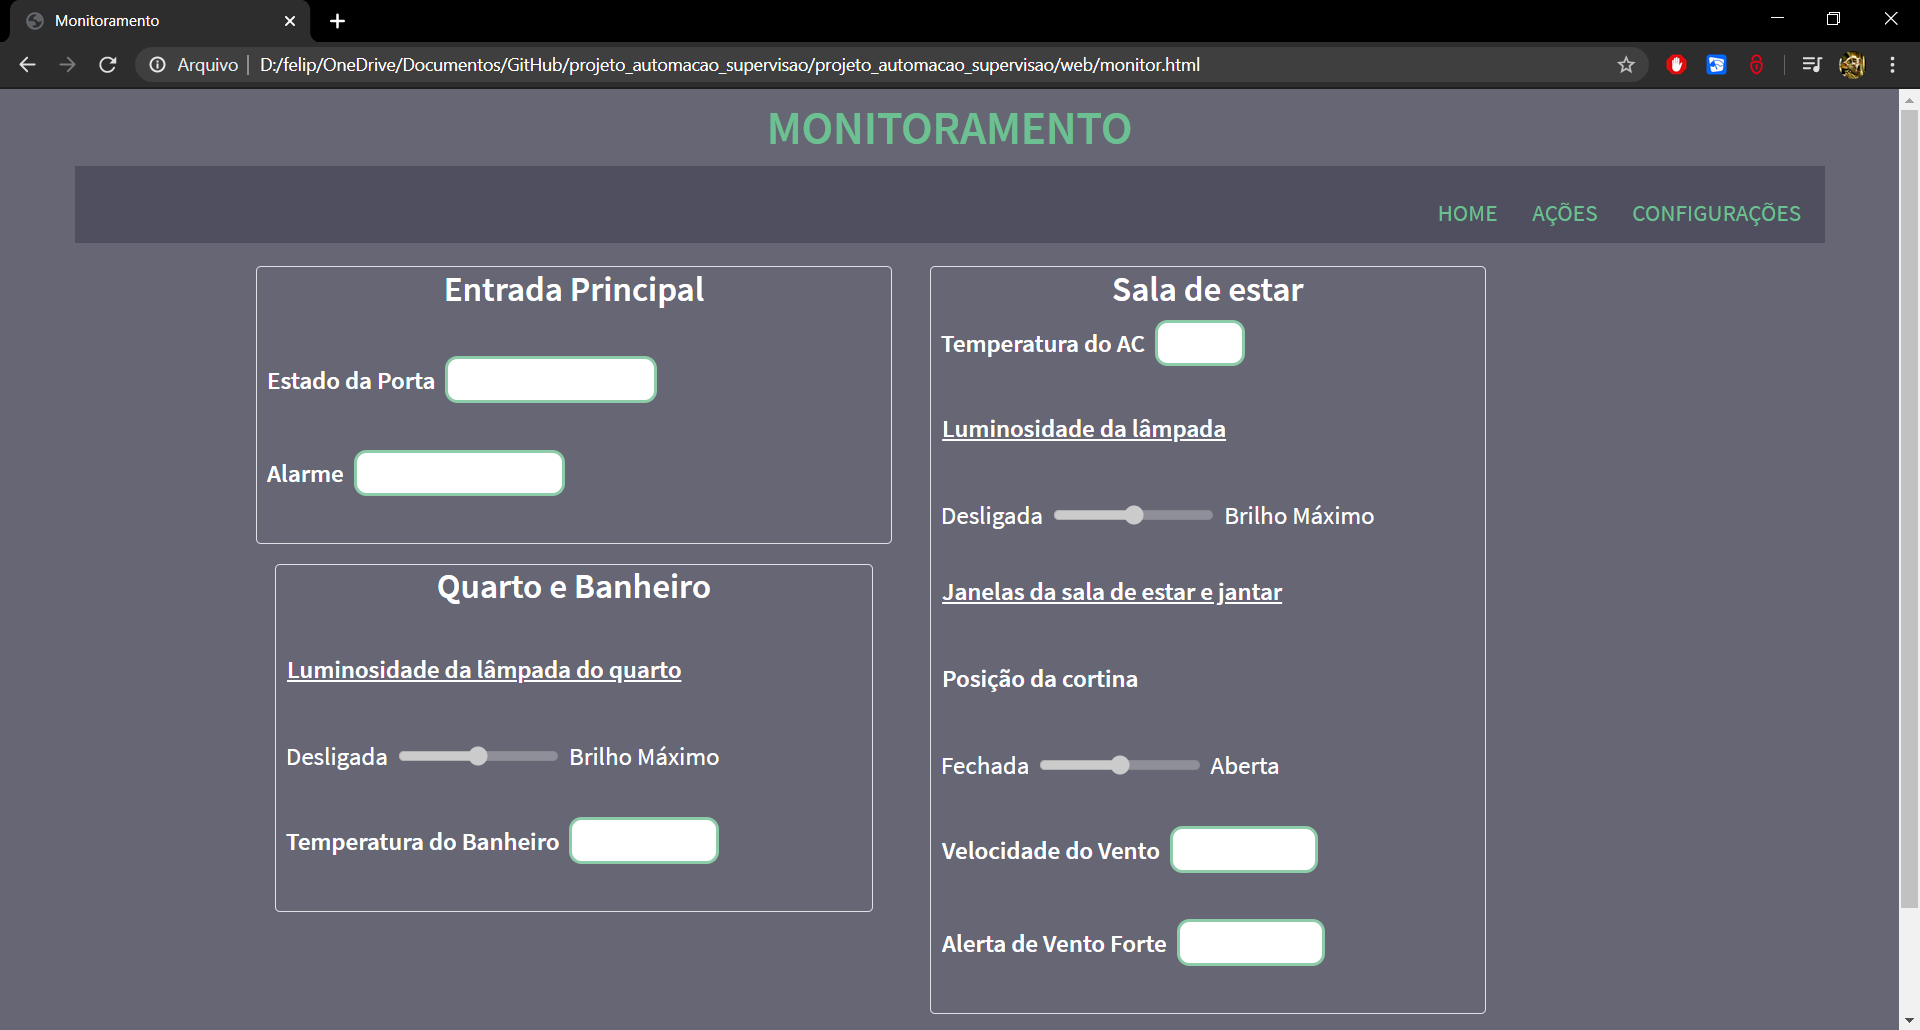 Monitoramento
Arquivo
D:/felip/OneDrive/Documentos/GitHub/projeto_automacao_supervisao/projeto_automacao_supervisao/web/monitor.html
MONITORAMENTO
HOME AÇÕES CONFIGURAÇÕES
Entrada Principal
Estado da Porta
Alarme
Quarto e Banheiro
Luminosidade da lâmpada do quarto
Desligada Brilho Máximo
Temperatura do Banheiro
Sala de estar
Temperatura do AC
Luminosidade da lâmpada
Desligada Brilho Máximo
Janelas da sala de estar e jantar
Posição da cortina
Fechada Aberta
Velocidade do Vento
Alerta de Vento Forte